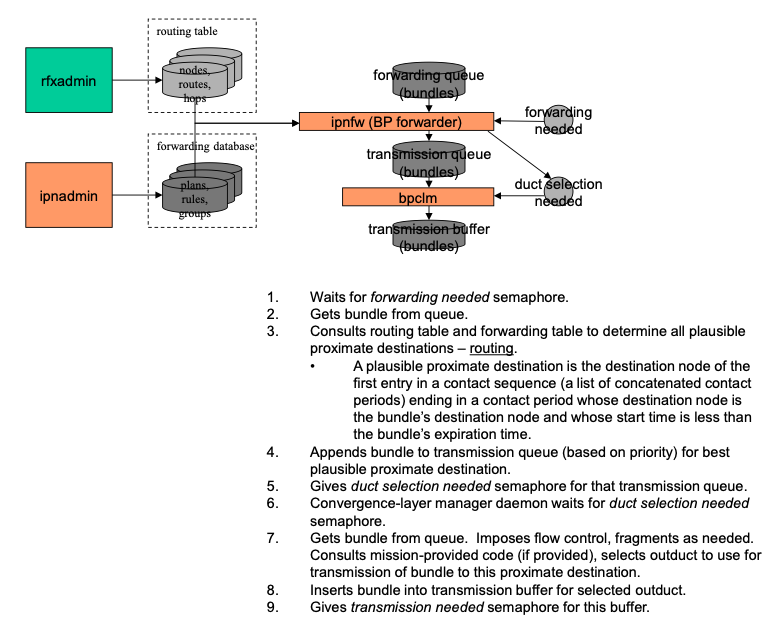 routing table
rfxadmin
nodes,
routes,
hops
forwarding queue
(bundles)
ipnfw (BP forwarder)
forwarding
needed
forwarding database
transmission queue
(bundles)
ipnadmin
plans,
rules,
groups
duct selection
needed
bpclm
transmission buffer
(bundles)
1. Waits for forwarding needed semaphore.
2. Gets bundle from queue.
3. Consults routing table and forwarding table to determine all plausible
proximate destinations – routing.
• A plausible proximate destination is the destination node of the
first entry in a contact sequence (a list of concatenated contact
periods) ending in a contact period whose destination node is
the bundle's destination node and whose start time is less than
the bundle's expiration time.
4. Appends bundle to transmission queue (based on priority) for best
plausible proximate destination.
5. Gives duct selection needed semaphore for that transmission queue.
6. Convergence-layer manager daemon waits for duct selection needed
semaphore.
7. Gets bundle from queue.  Imposes flow control, fragments as needed.
Consults mission-provided code (if provided), selects outduct to use for
transmission of bundle to this proximate destination.
8. Inserts bundle into transmission buffer for selected outduct.
9. Gives transmission needed semaphore for this buffer.